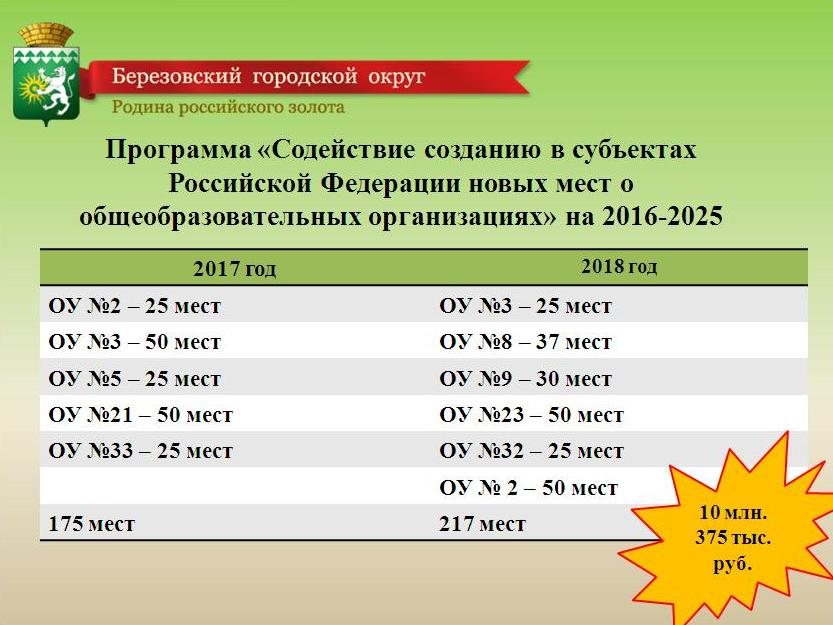 Березовский городской округ
Родина российского золота
Программа «Содействие созданию в субъектах
Российской Федерации новых мест о
общеобразовательных организациях» на 2016-2025
2017 год 2018 год
ОУ №2 – 25 мест ОУ №3 – 25 мест
ОУ №3 – 50 мест ОУ №8 – 37 мест
ОУ №5 – 25 мест ОУ №9 – 30 мест
ОУ №21 – 50 мест ОУ №23 – 50 мест
ОУ №33 – 25 мест ОУ №32 – 25 мест
ОУ № 2 – 50 мест
175 мест 217 мест
10 млн.
375 тыс.
руб.